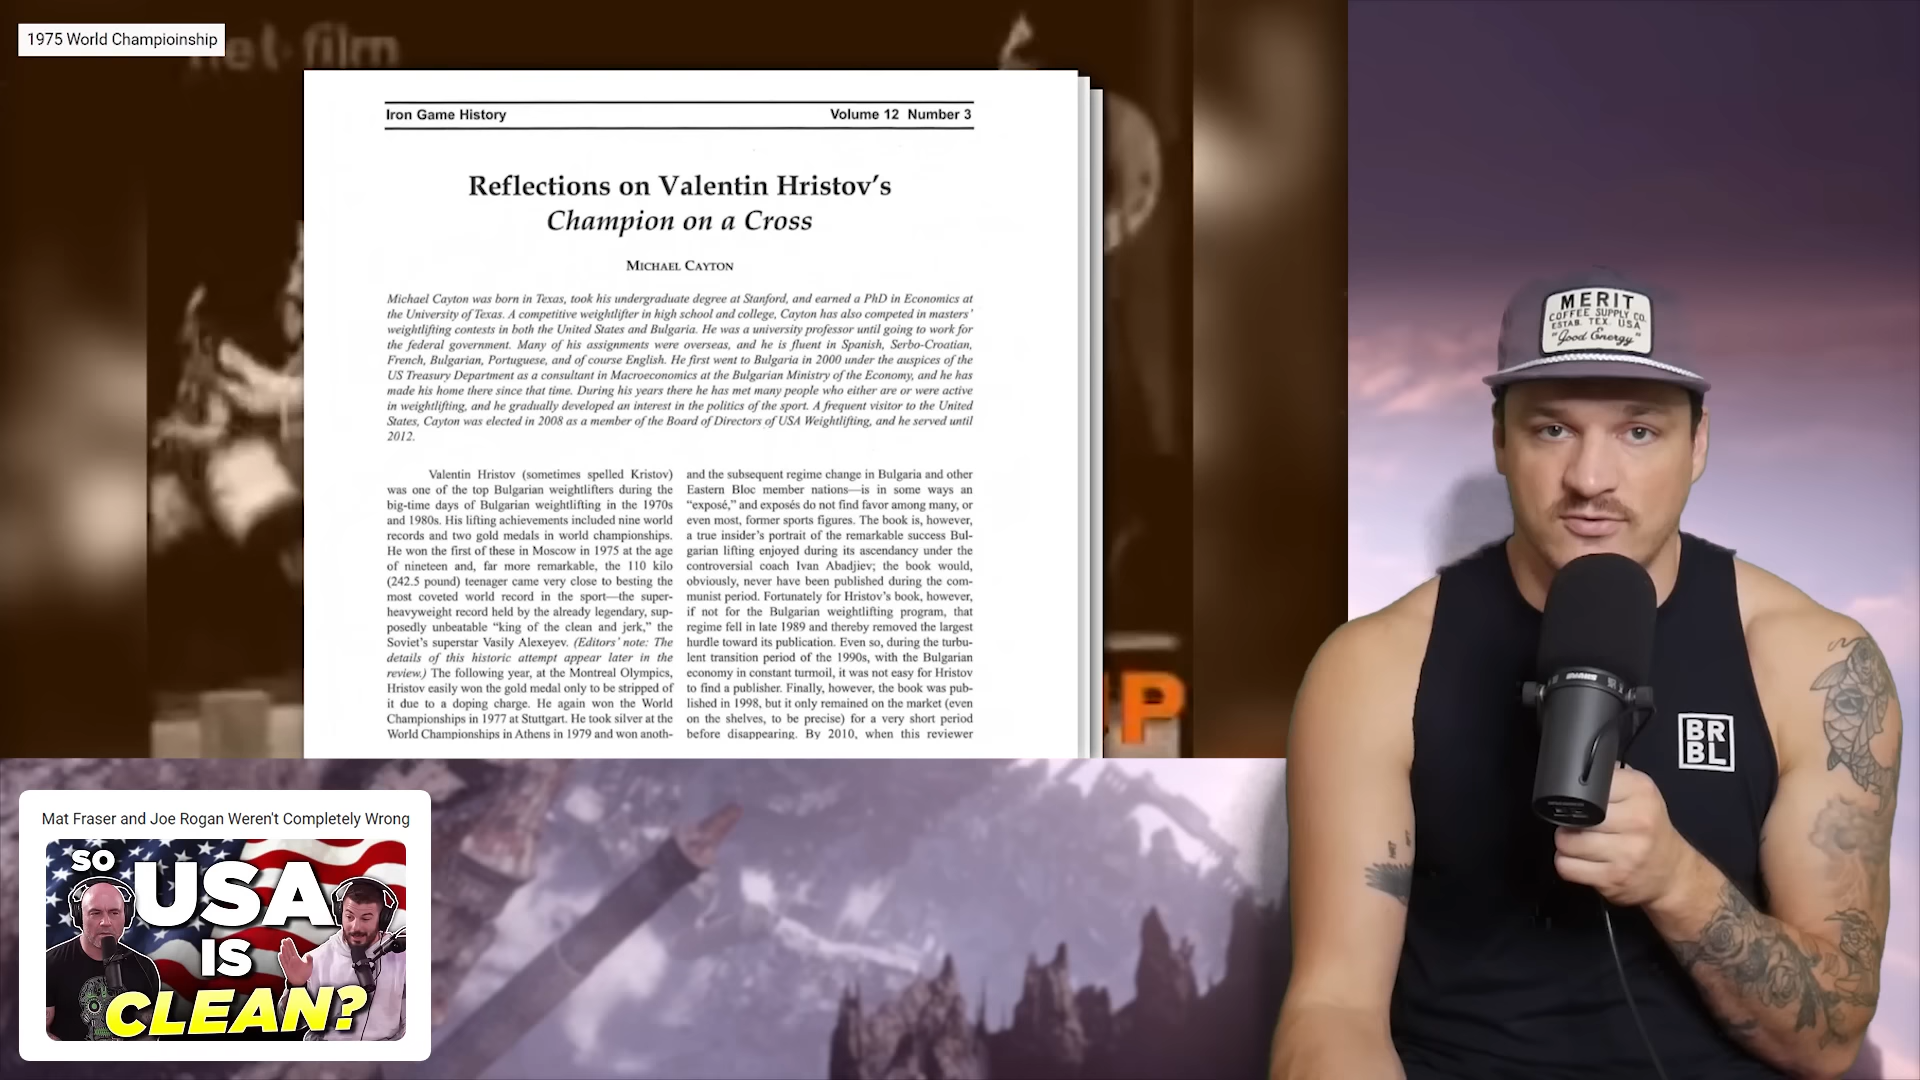 1975 World Champioinship
net-film
Iron Game History
Volume 12 Number 3
Reflections on Valentin Hristov's
Champion on a Cross
MICHAEL CAYTON
Michael Cayton was born in Texas, took his undergraduate degree at Stanford, and earned a PhD in Economics at
the University of Texas. A competitive weightlifter in high school and college, Cayton has also competed in masters'
weightlifting contests in both the United States and Bulgaria. He was a university professor until going to work for
the federal government. Many of his assignments were overseas, and he is fluent in Spanish, Serbo-Croatian,
French, Bulgarian, Portuguese, and of course English. He first went to Bulgaria in 2000 under the auspices of the
US Treasury Department as a consultant in Macroeconomics at the Bulgarian Ministry of the Economy, and he has
made his home there since that time. During his years there he has met many people who either are or were active
in weightlifting, and he gradually developed an interest in the politics of the sport. A frequent visitor to the United
States, Cayton was elected in 2008 as a member of the Board of Directors of USA Weightlifting, and he served until
2012.
Valentin Hristov (sometimes spelled Kristov)
was one of the top Bulgarian weightlifters during the
big-time days of Bulgarian weightlifting in the 1970s
and 1980s. His lifting achievements included nine world
records and two gold medals in world championships.
He won the first of these in Moscow in 1975 at the age
of nineteen and, far more remarkable, the 110 kilo
(242.5 pound) teenager came very close to besting the
most coveted world record in the sport—the super-
heavyweight record held by the already legendary, sup-
posedly unbeatable "king of the clean and jerk," the
Soviet's superstar Vasily Alexeyev. (Editors' note: The
details of this historic attempt appear later in the
review.) The following year, at the Montreal Olympics,
Hristov easily won the gold medal only to be stripped of
it due to a doping charge. He again won the World
Championships in 1977 at Stuttgart. He took silver at the
World Championships in Athens in 1979 and won anoth-
and the subsequent regime change in Bulgaria and other
Eastern Bloc member nations—is in some ways an
"exposé," and exposés do not find favor among many, or
even most, former sports figures. The book is, however,
a true insider's portrait of the remarkable success Bul-
garian lifting enjoyed during its ascendancy under the
controversial coach Ivan Abadjiev; the book would,
obviously, never have been published during the com-
munist period. Fortunately for Hristov's book, however,
if not for the Bulgarian weightlifting program, that
regime fell in late 1989 and thereby removed the largest
hurdle toward its publication. Even so, during the turbu-
lent transition period of the 1990s, with the Bulgarian
economy in constant turmoil, it was not easy for Hristov
to find a publisher. Finally, however, the book was pub-
lished in 1998, but it only remained on the market (even
on the shelves, to be precise) for a very short period
before disappearing. By 2010, when this reviewer
P
MERIT
COFFEE SUPPLY CO.
ESTAB. TEX. USA
"Good Energy"
BR
BL
Mat Fraser and Joe Rogan Weren't Completely Wrong
SO
USA
IS
CLEAN?